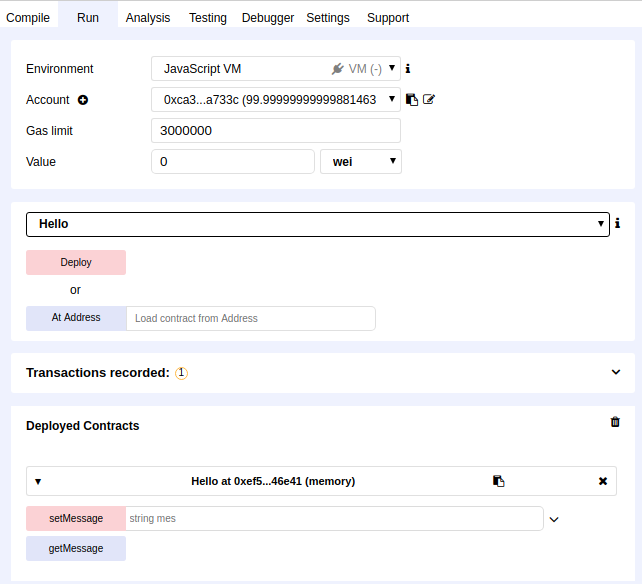 Compile Run Analysis Testing Debugger Settings Support
Environment JavaScript VM VM (-)
Account 0xca3...a733c (99.99999999999881463
Gas limit 3000000
Value 0 wei
Hello
Deploy
or
At Address Load contract from Address
Transactions recorded: 1
Deployed Contracts
Hello at 0xef5...46e41 (memory)
setMessage string mes
getMessage